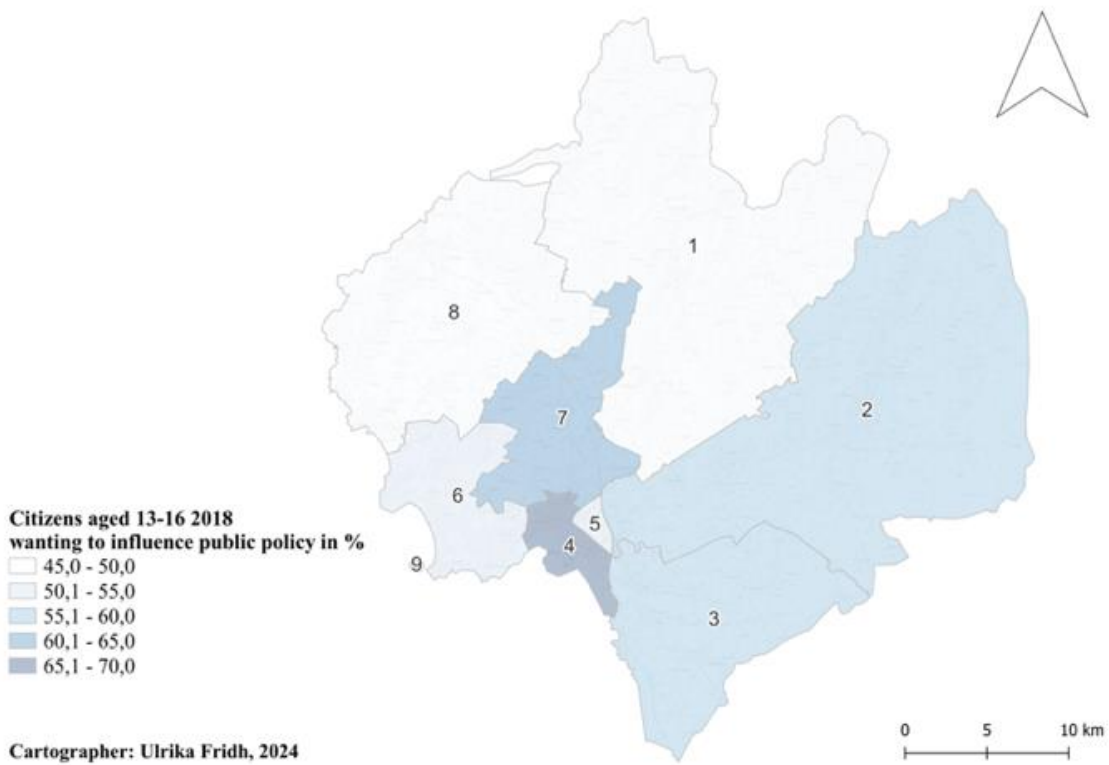 1
8
2
7
6
5
4
9
3
Citizens aged 13-16 2018
wanting to influence public policy in %
45,0 - 50,0
50,1 - 55,0
55,1 - 60,0
60,1 - 65,0
65,1 - 70,0
0 5 10 km
Cartographer: Ulrika Fridh, 2024